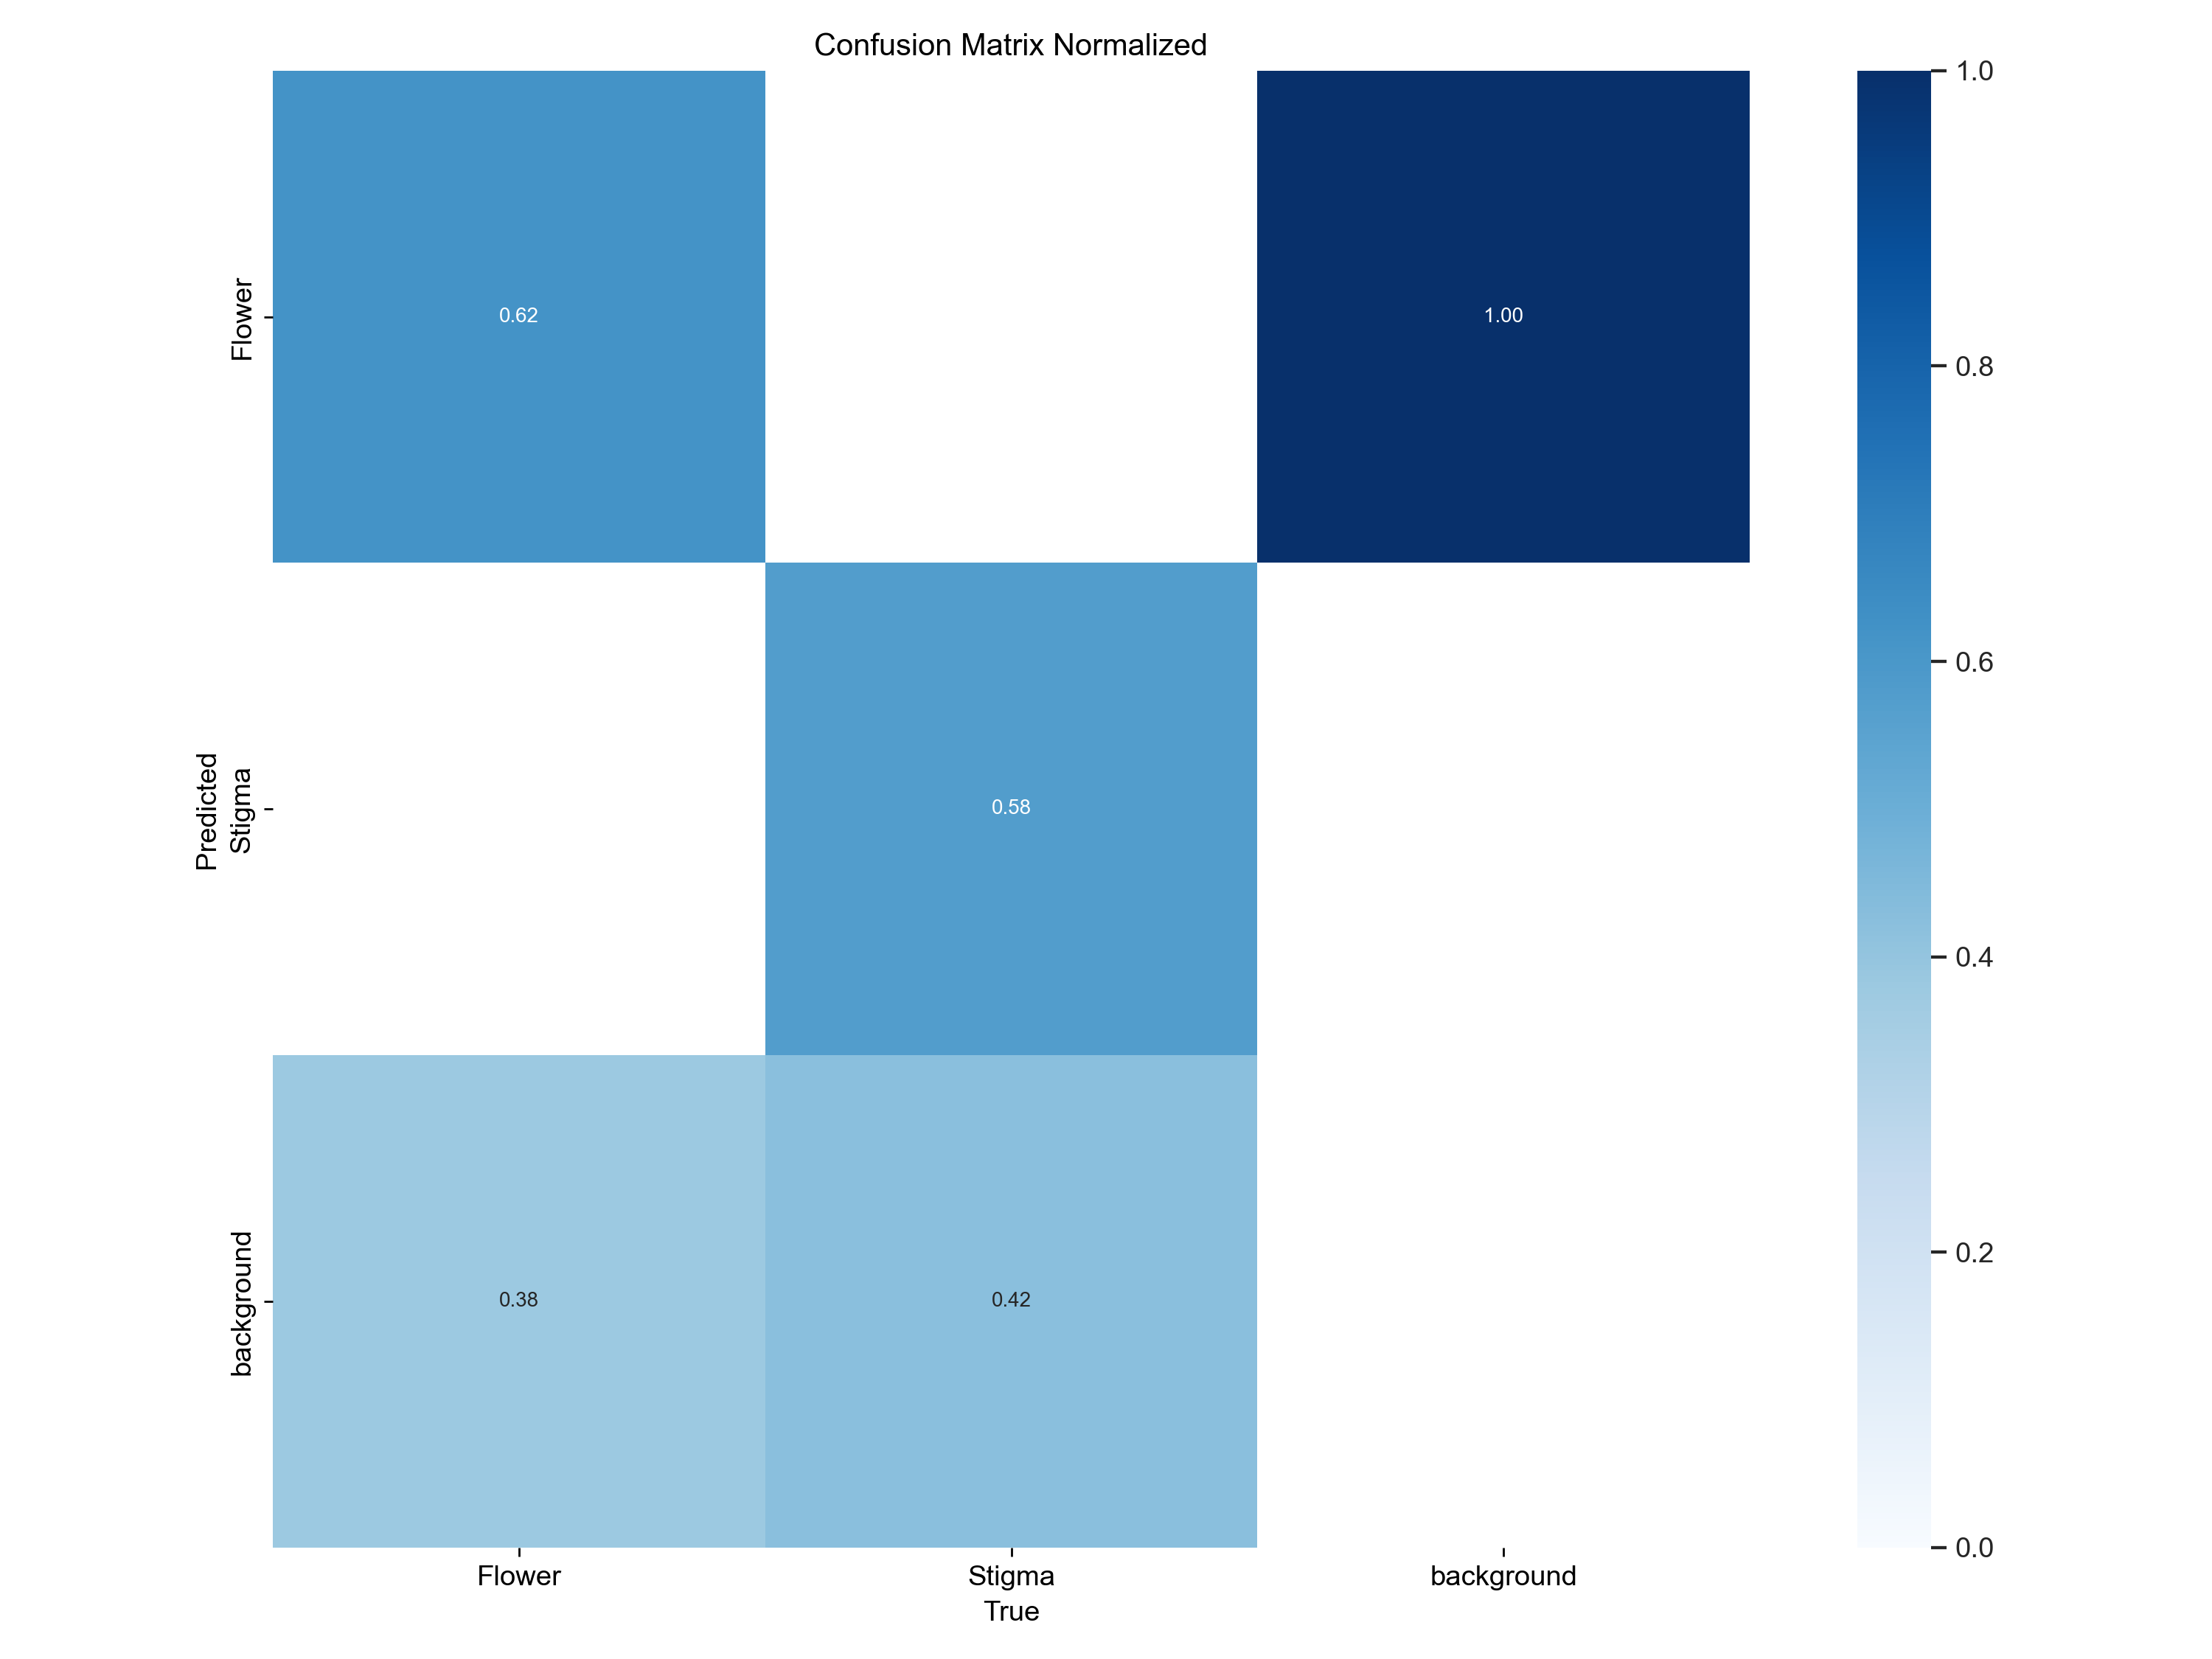 Confusion Matrix Normalized
1.0
Flower
0.62
1.00
0.8
0.6
Predicted
Stigma
0.58
0.4
background
0.38
0.42
0.2
0.0
Flower
Stigma
background
True